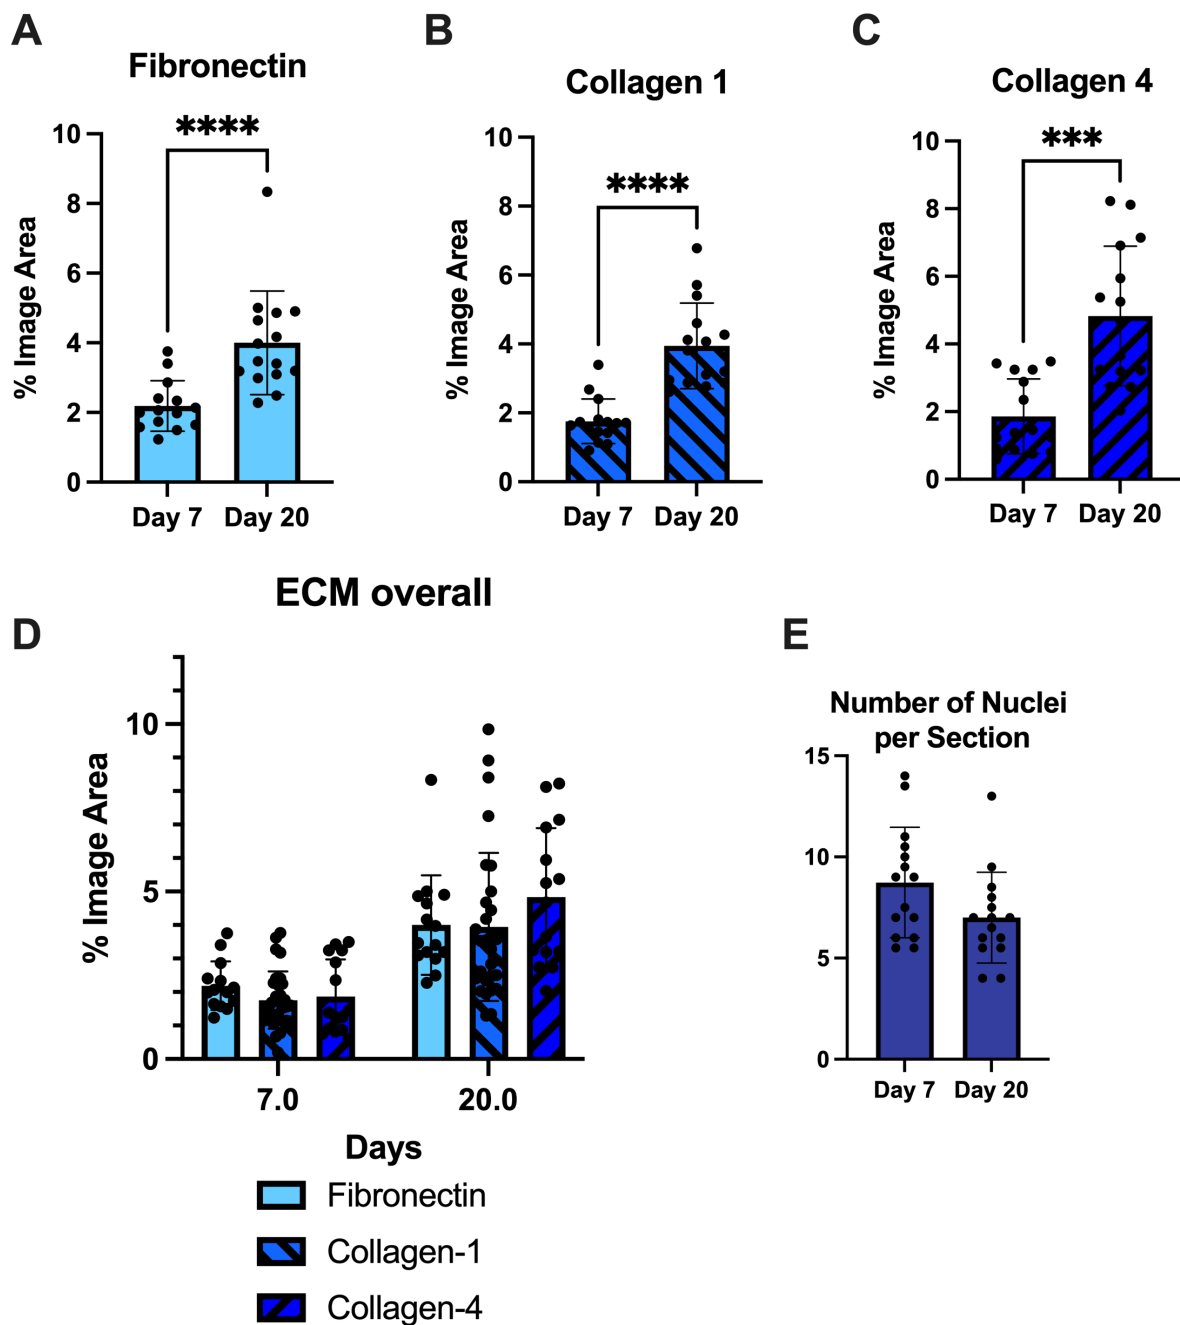 A
Fibronectin
****
% Image Area
10
8
6
4
2
0
Day 7
Day 20
B
Collagen 1
****
% Image Area
10
8
6
4
2
0
Day 7
Day 20
C
Collagen 4
***
% Image Area
10
8
6
4
2
0
Day 7
Day 20
D
ECM overall
% Image Area
10
5
0
7.0
20.0
Days
Fibronectin
Collagen-1
Collagen-4
E
Number of Nuclei
per Section
15
10
5
0
Day 7
Day 20